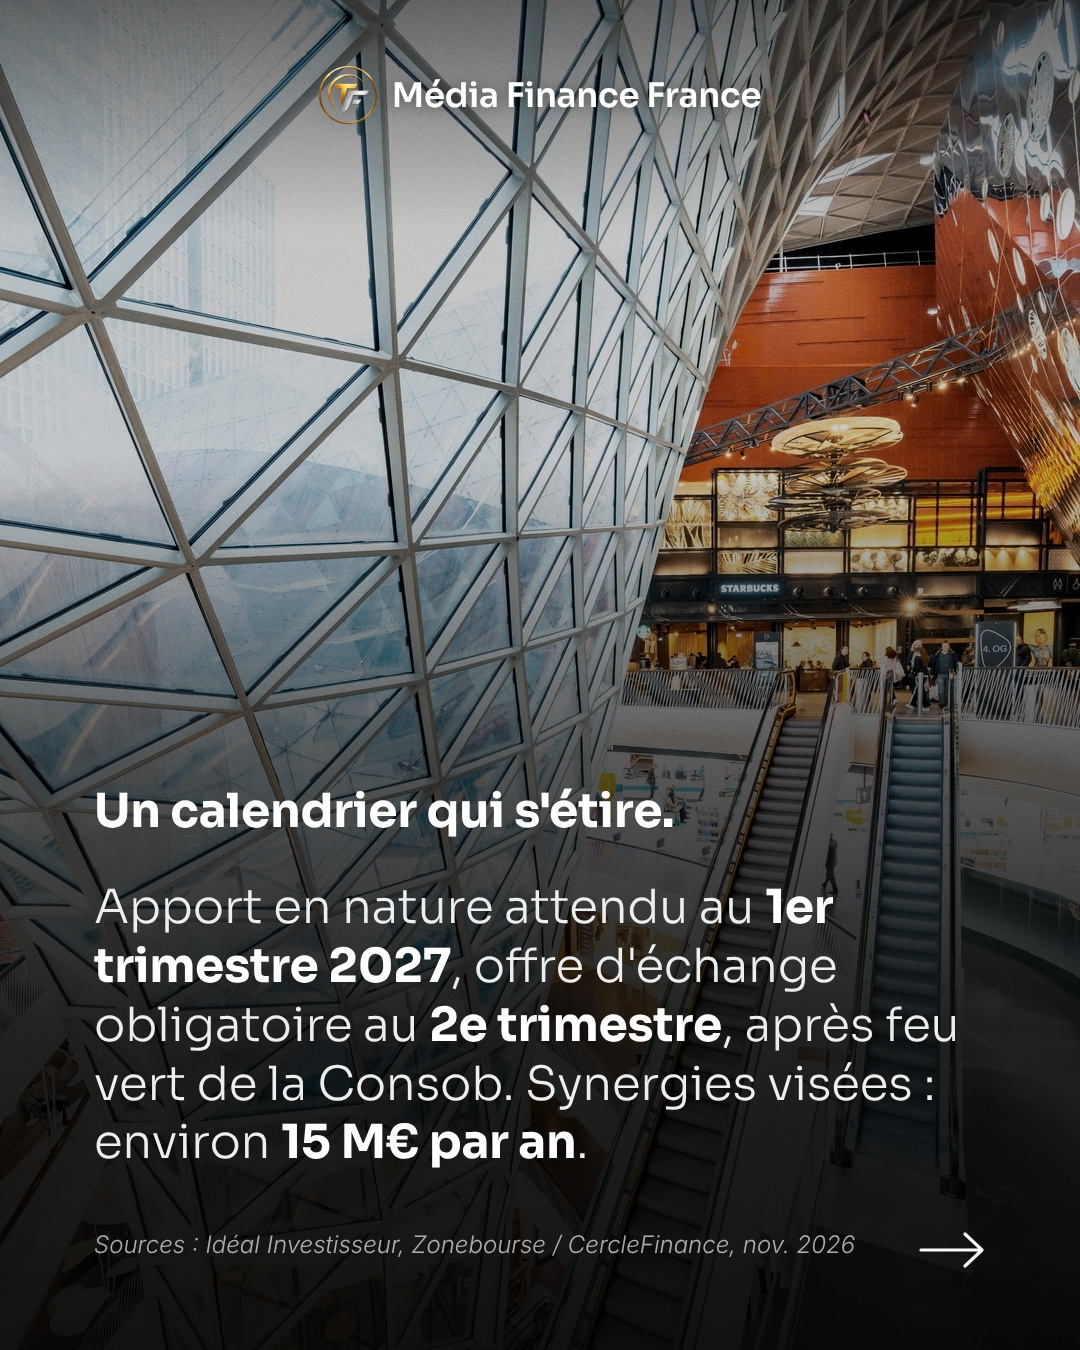 TF Média Finance France
STARBUCKS
4. OG
Un calendrier qui s'étire.
Apport en nature attendu au 1er
trimestre 2027, offre d'échange
obligatoire au 2e trimestre, après feu
vert de la Consob. Synergies visées :
environ 15 M€ par an.
Sources : Idéal Investisseur, Zonebourse / CercleFinance, nov. 2026